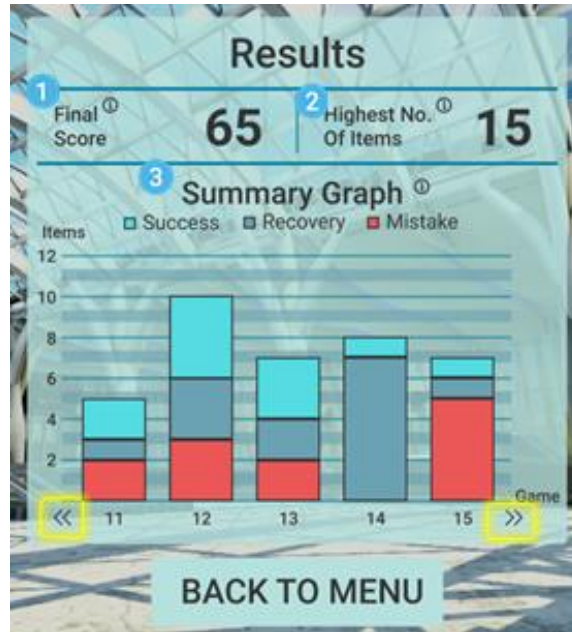 Results
1
Final
Score
65
2
Highest No.
Of Items
15
3
Summary Graph
Success Recovery Mistake
Items
12
10
8
6
4
2
Game
<< 11 12 13 14 15 >>
BACK TO MENU